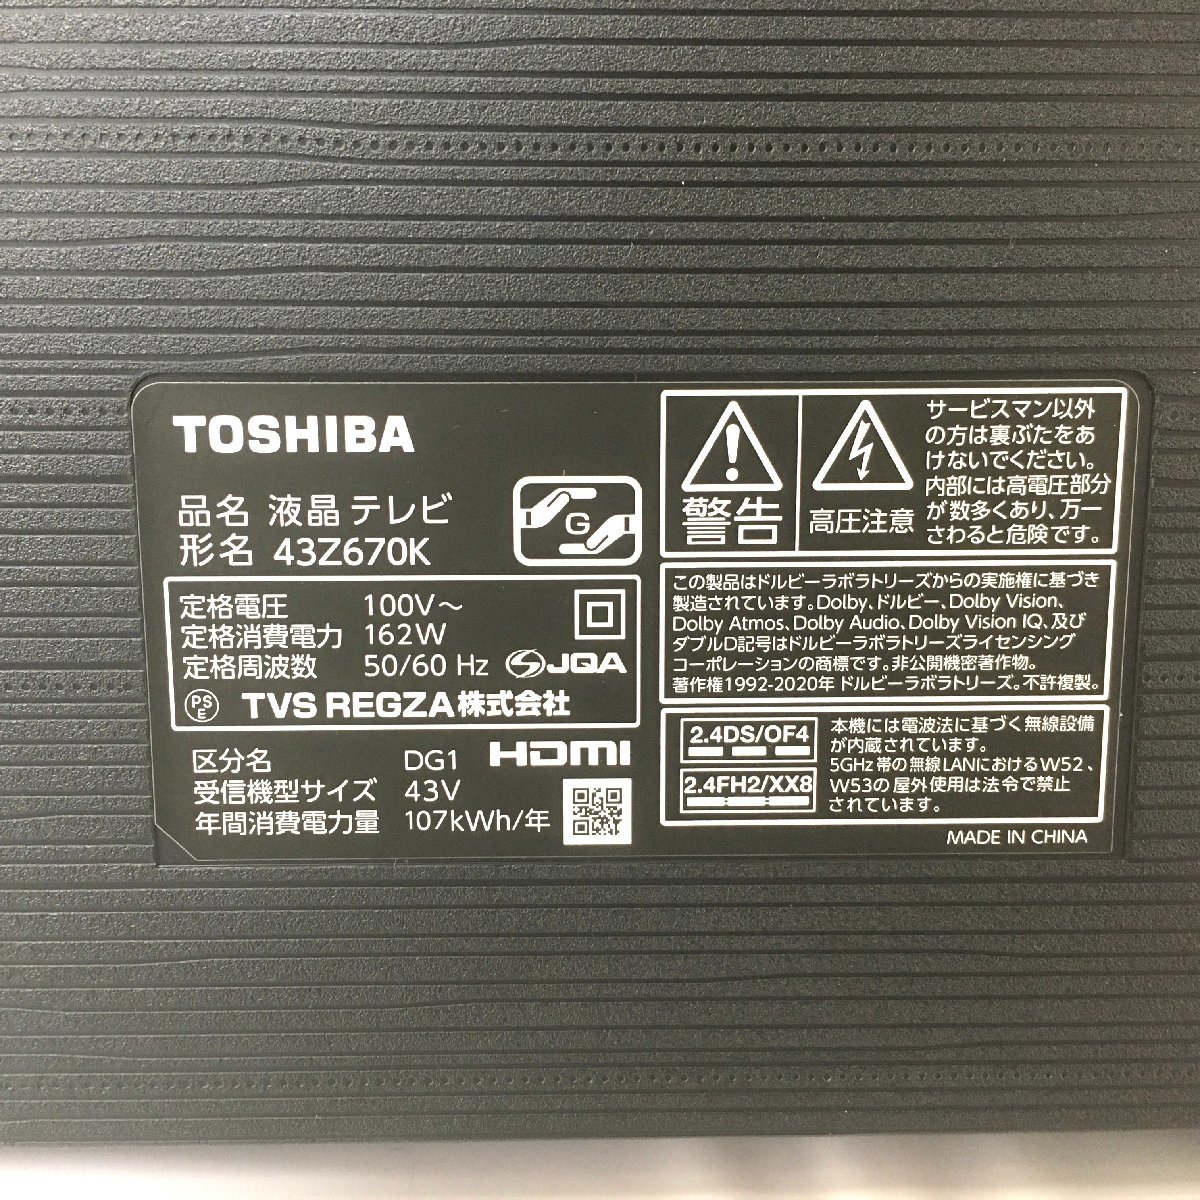 TOSHIBA
品名 液晶テレビ
形名 43Z670K
G
定格電圧 100V～
定格消費電力 162W
定格周波数 50/60 Hz
JQA
PS
E
TVS REGZA株式会社
区分名 DG1
HDMI
受信機型サイズ 43V
年間消費電力量 107kWh/年
警告
高圧注意
サービスマン以外
の方は裏ぶたをあ
けないでください。
内部には高電圧部分
が数多くあり、万一
さわると危険です。
この製品はドルビーラボラトリーズからの実施権に基づき
製造されています。Dolby、ドルビー、Dolby Vision、
Dolby Atmos、Dolby Audio、Dolby Vision IQ、及び
ダブルD記号はドルビーラボラトリーズライセンシング
コーポレーションの商標です。非公開機密著作物。
著作権1992-2020年 ドルビーラボラトリーズ。不許複製。
2.4DS/OF4
2.4FH2/XX8
本機には電波法に基づく無線設備
が内蔵されています。
5GHz帯の無線LANにおけるW52、
W53の屋外使用は法令で禁止
されています。
MADE IN CHINA